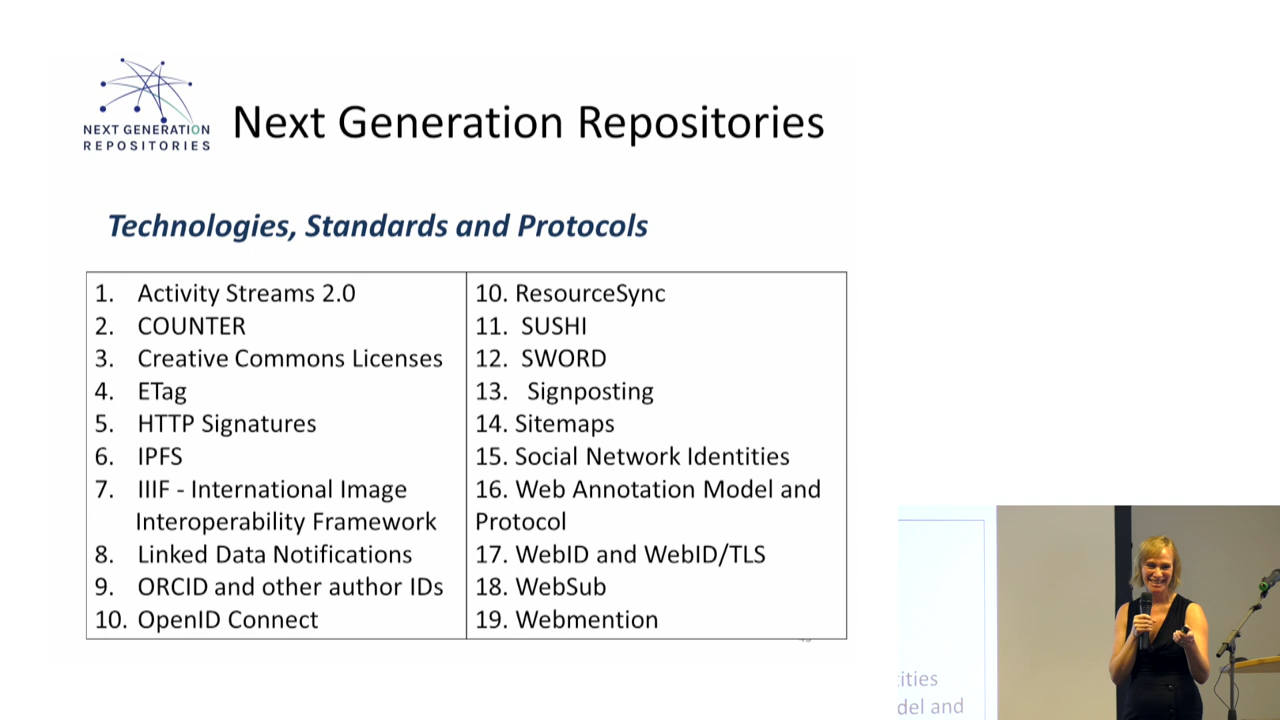 NEXT GENERATION
REPOSITORIES
Next Generation Repositories
Technologies, Standards and Protocols
1. Activity Streams 2.0
2. COUNTER
3. Creative Commons Licenses
4. ETag
5. HTTP Signatures
6. IPFS
7. IIIF - International Image
Interoperability Framework
8. Linked Data Notifications
9. ORCID and other author IDs
10. OpenID Connect
10. ResourceSync
11. SUSHI
12. SWORD
13. Signposting
14. Sitemaps
15. Social Network Identities
16. Web Annotation Model and
Protocol
17. WebID and WebID/TLS
18. WebSub
19. Webmention
tities
del and